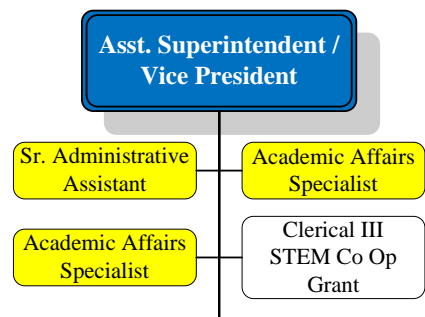 Asst. Superintendent /
Vice President
Sr. Administrative
Assistant
Academic Affairs
Specialist
Academic Affairs
Specialist
Clerical III
STEM Co Op
Grant